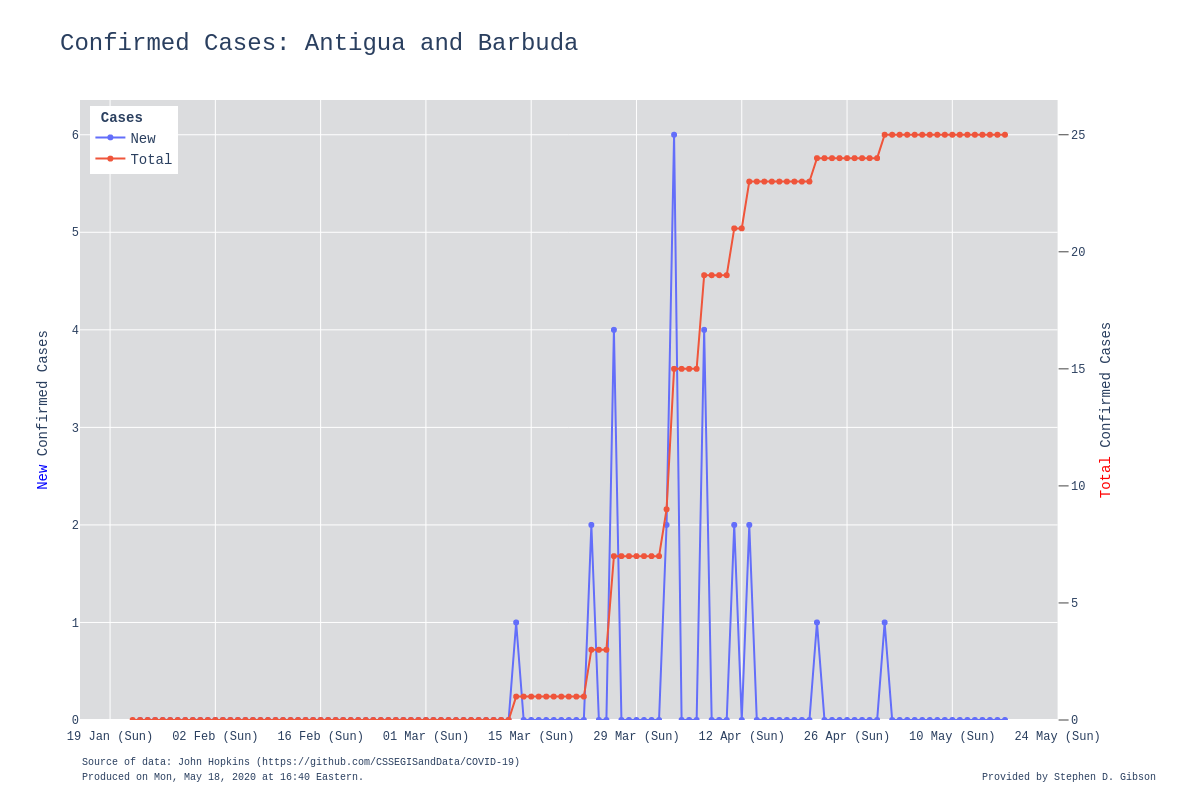 Confirmed Cases: Antigua and Barbuda
Cases
New
Total
6
5
4
3
2
1
0
25
20
15
10
5
0
New Confirmed Cases
Total Confirmed Cases
19 Jan (Sun) 02 Feb (Sun) 16 Feb (Sun) 01 Mar (Sun) 15 Mar (Sun) 29 Mar (Sun) 12 Apr (Sun) 26 Apr (Sun) 10 May (Sun) 24 May (Sun)
Source of data: John Hopkins (https://github.com/CSSEGISandData/COVID-19)
Produced on Mon, May 18, 2020 at 16:40 Eastern.
Provided by Stephen D. Gibson